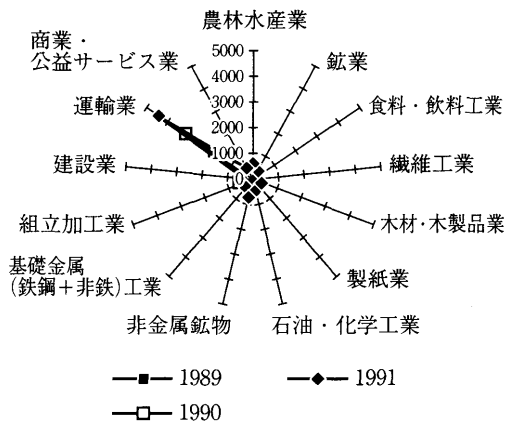 農林水産業
商業・
公益サービス業
5000
4000
3000
2000
1000
0
鉱業
運輸業
食料・飲料工業
建設業
繊維工業
組立加工業
木材・木製品業
基礎金属
(鉄鋼+非鉄)工業
製紙業
非金属鉱物
石油・化学工業
1989
1991
1990